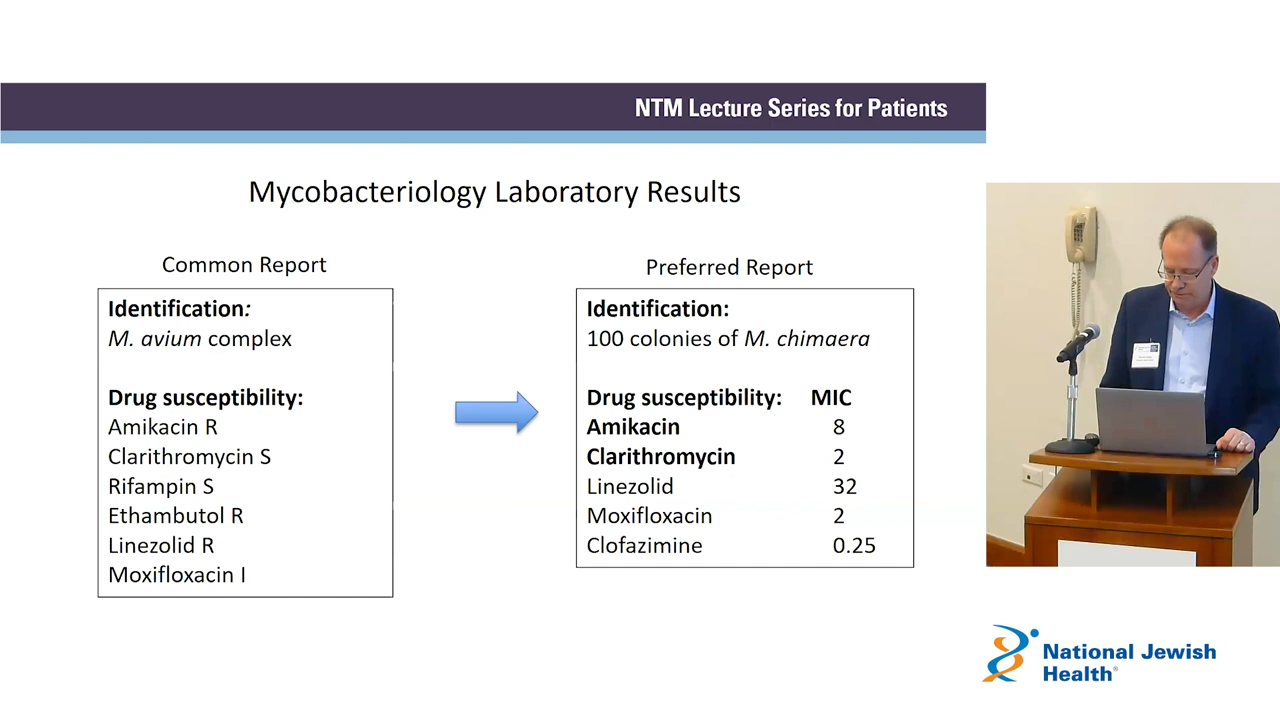 NTM Lecture Series for Patients
Mycobacteriology Laboratory Results
Common Report
Identification:
M. avium complex
Drug susceptibility:
Amikacin R
Clarithromycin S
Rifampin S
Ethambutol R
Linezolid R
Moxifloxacin I
Preferred Report
Identification:
100 colonies of M. chimaera
Drug susceptibility: MIC
Amikacin 8
Clarithromycin 2
Linezolid 32
Moxifloxacin 2
Clofazimine 0.25
National Jewish
Health®